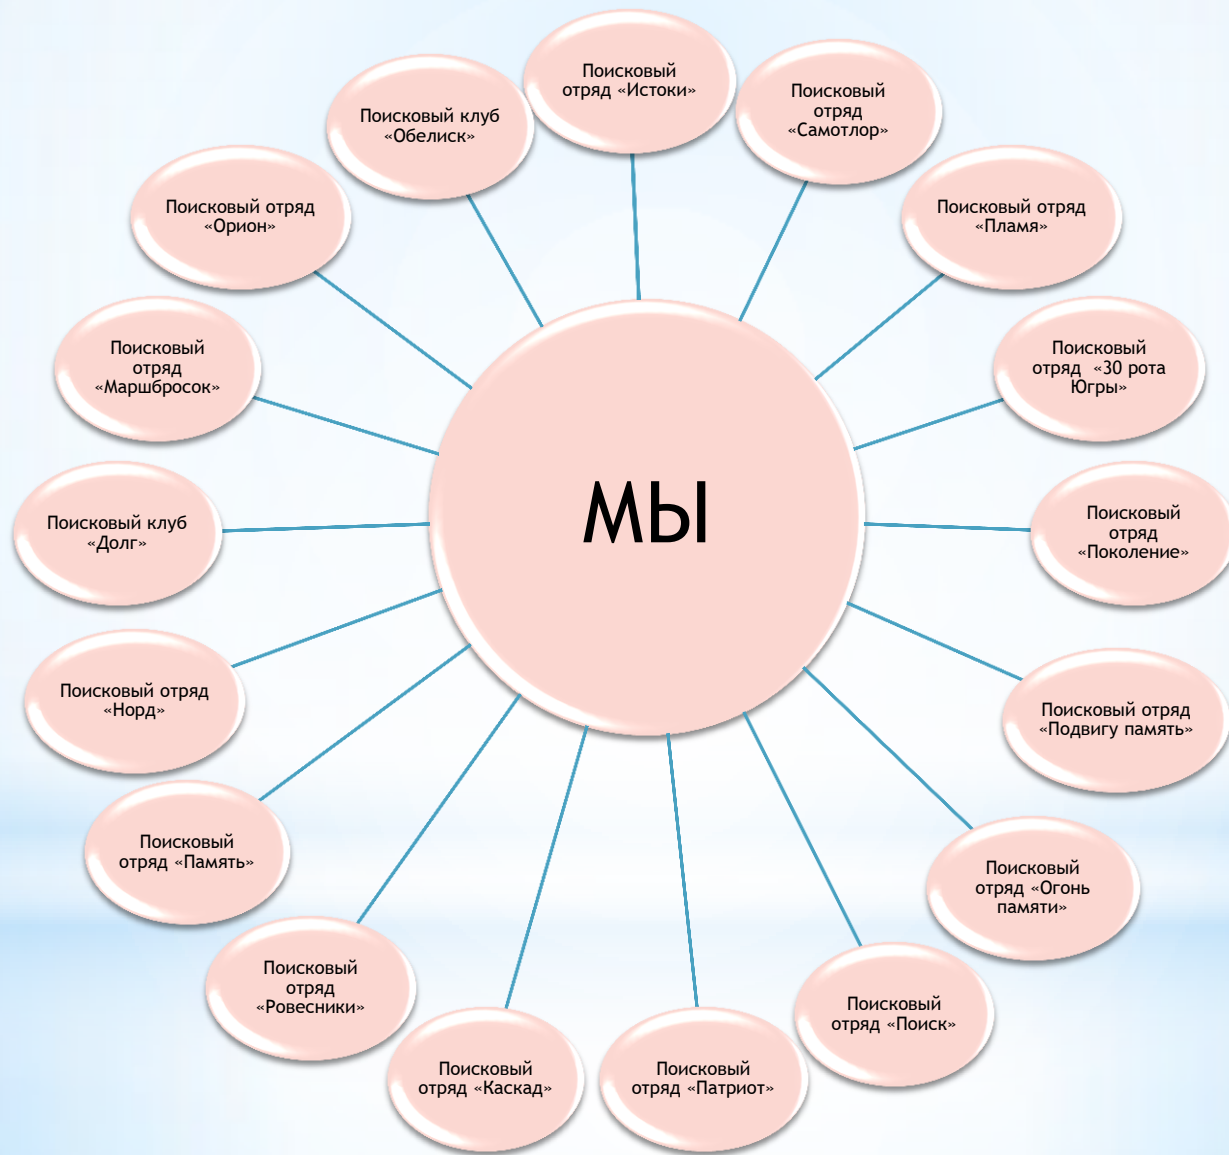 Поисковый
отряд «Истоки»
Поисковый
отряд
«Самотлор»
Поисковый отряд
«Пламя»
Поисковый
отряд «30 рота
Югры»
Поисковый
отряд
«Поколение»
Поисковый отряд
«Подвигу память»
Поисковый
отряд «Огонь
памяти»
Поисковый
отряд «Поиск»
Поисковый
отряд «Патриот»
Поисковый
отряд «Каскад»
Поисковый
отряд
«Ровесники»
Поисковый
отряд «Память»
Поисковый отряд
«Норд»
Поисковый клуб
«Долг»
Поисковый
отряд
«Маршбросок»
Поисковый отряд
«Орион»
Поисковый клуб
«Обелиск»
МЫ